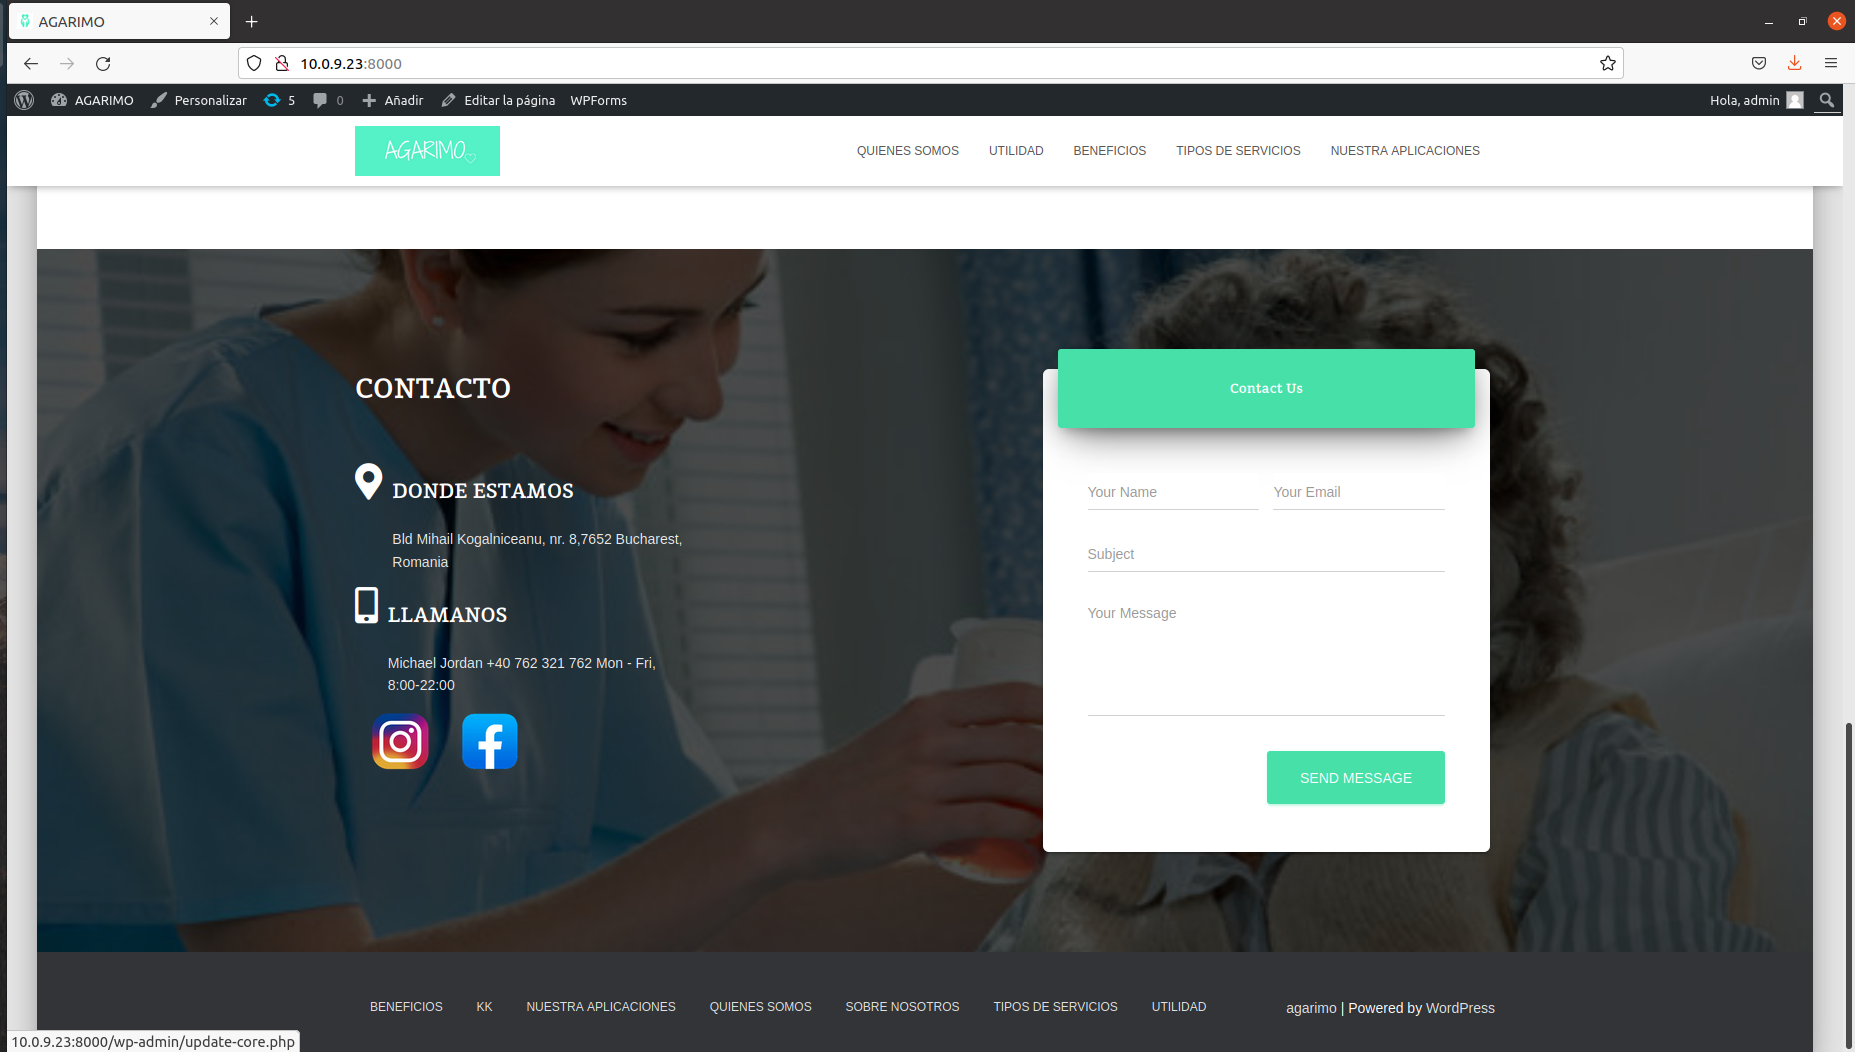 AGARIMO
10.0.9.23:8000
AGARIMO Personalizar 5 0 Añadir Editar la página WPForms Hola, admin
AGARIMO
QUIENES SOMOS UTILIDAD BENEFICIOS TIPOS DE SERVICIOS NUESTRA APLICACIONES
CONTACTO
DONDE ESTAMOS
Bld Mihail Kogalniceanu, nr. 8,7652 Bucharest,
Romania
LLAMANOS
Michael Jordan +40 762 321 762 Mon - Fri,
8:00-22:00
Contact Us
Your Name Your Email
Subject
Your Message
SEND MESSAGE
BENEFICIOS KK NUESTRA APLICACIONES QUIENES SOMOS SOBRE NOSOTROS TIPOS DE SERVICIOS UTILIDAD agarimo | Powered by WordPress
10.0.9.23:8000/wp-admin/update-core.php